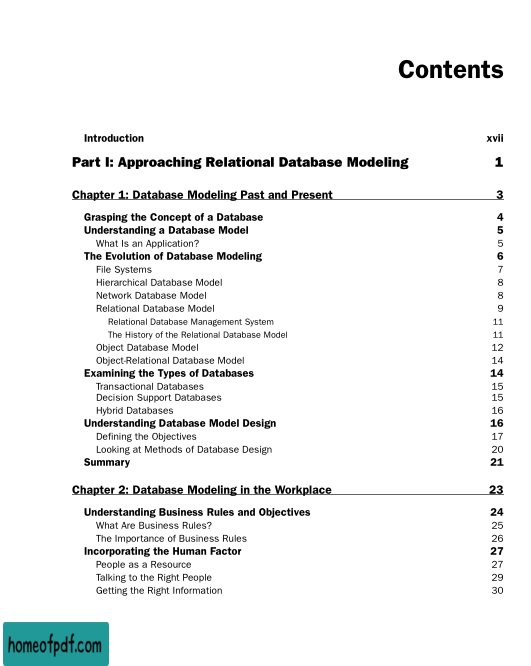 Contents
Introduction xvii
Part I: Approaching Relational Database Modeling 1
Chapter 1: Database Modeling Past and Present 3
Grasping the Concept of a Database 4
Understanding a Database Model 5
What Is an Application? 5
The Evolution of Database Modeling 6
File Systems 7
Hierarchical Database Model 8
Network Database Model 8
Relational Database Model 9
Relational Database Management System 11
The History of the Relational Database Model 11
Object Database Model 12
Object-Relational Database Model 14
Examining the Types of Databases 14
Transactional Databases 15
Decision Support Databases 15
Hybrid Databases 16
Understanding Database Model Design 16
Defining the Objectives 17
Looking at Methods of Database Design 20
Summary 21
Chapter 2: Database Modeling in the Workplace 23
Understanding Business Rules and Objectives 24
What Are Business Rules? 25
The Importance of Business Rules 26
Incorporating the Human Factor 27
People as a Resource 27
Talking to the Right People 29
Getting the Right Information 30
homeofpdf.com